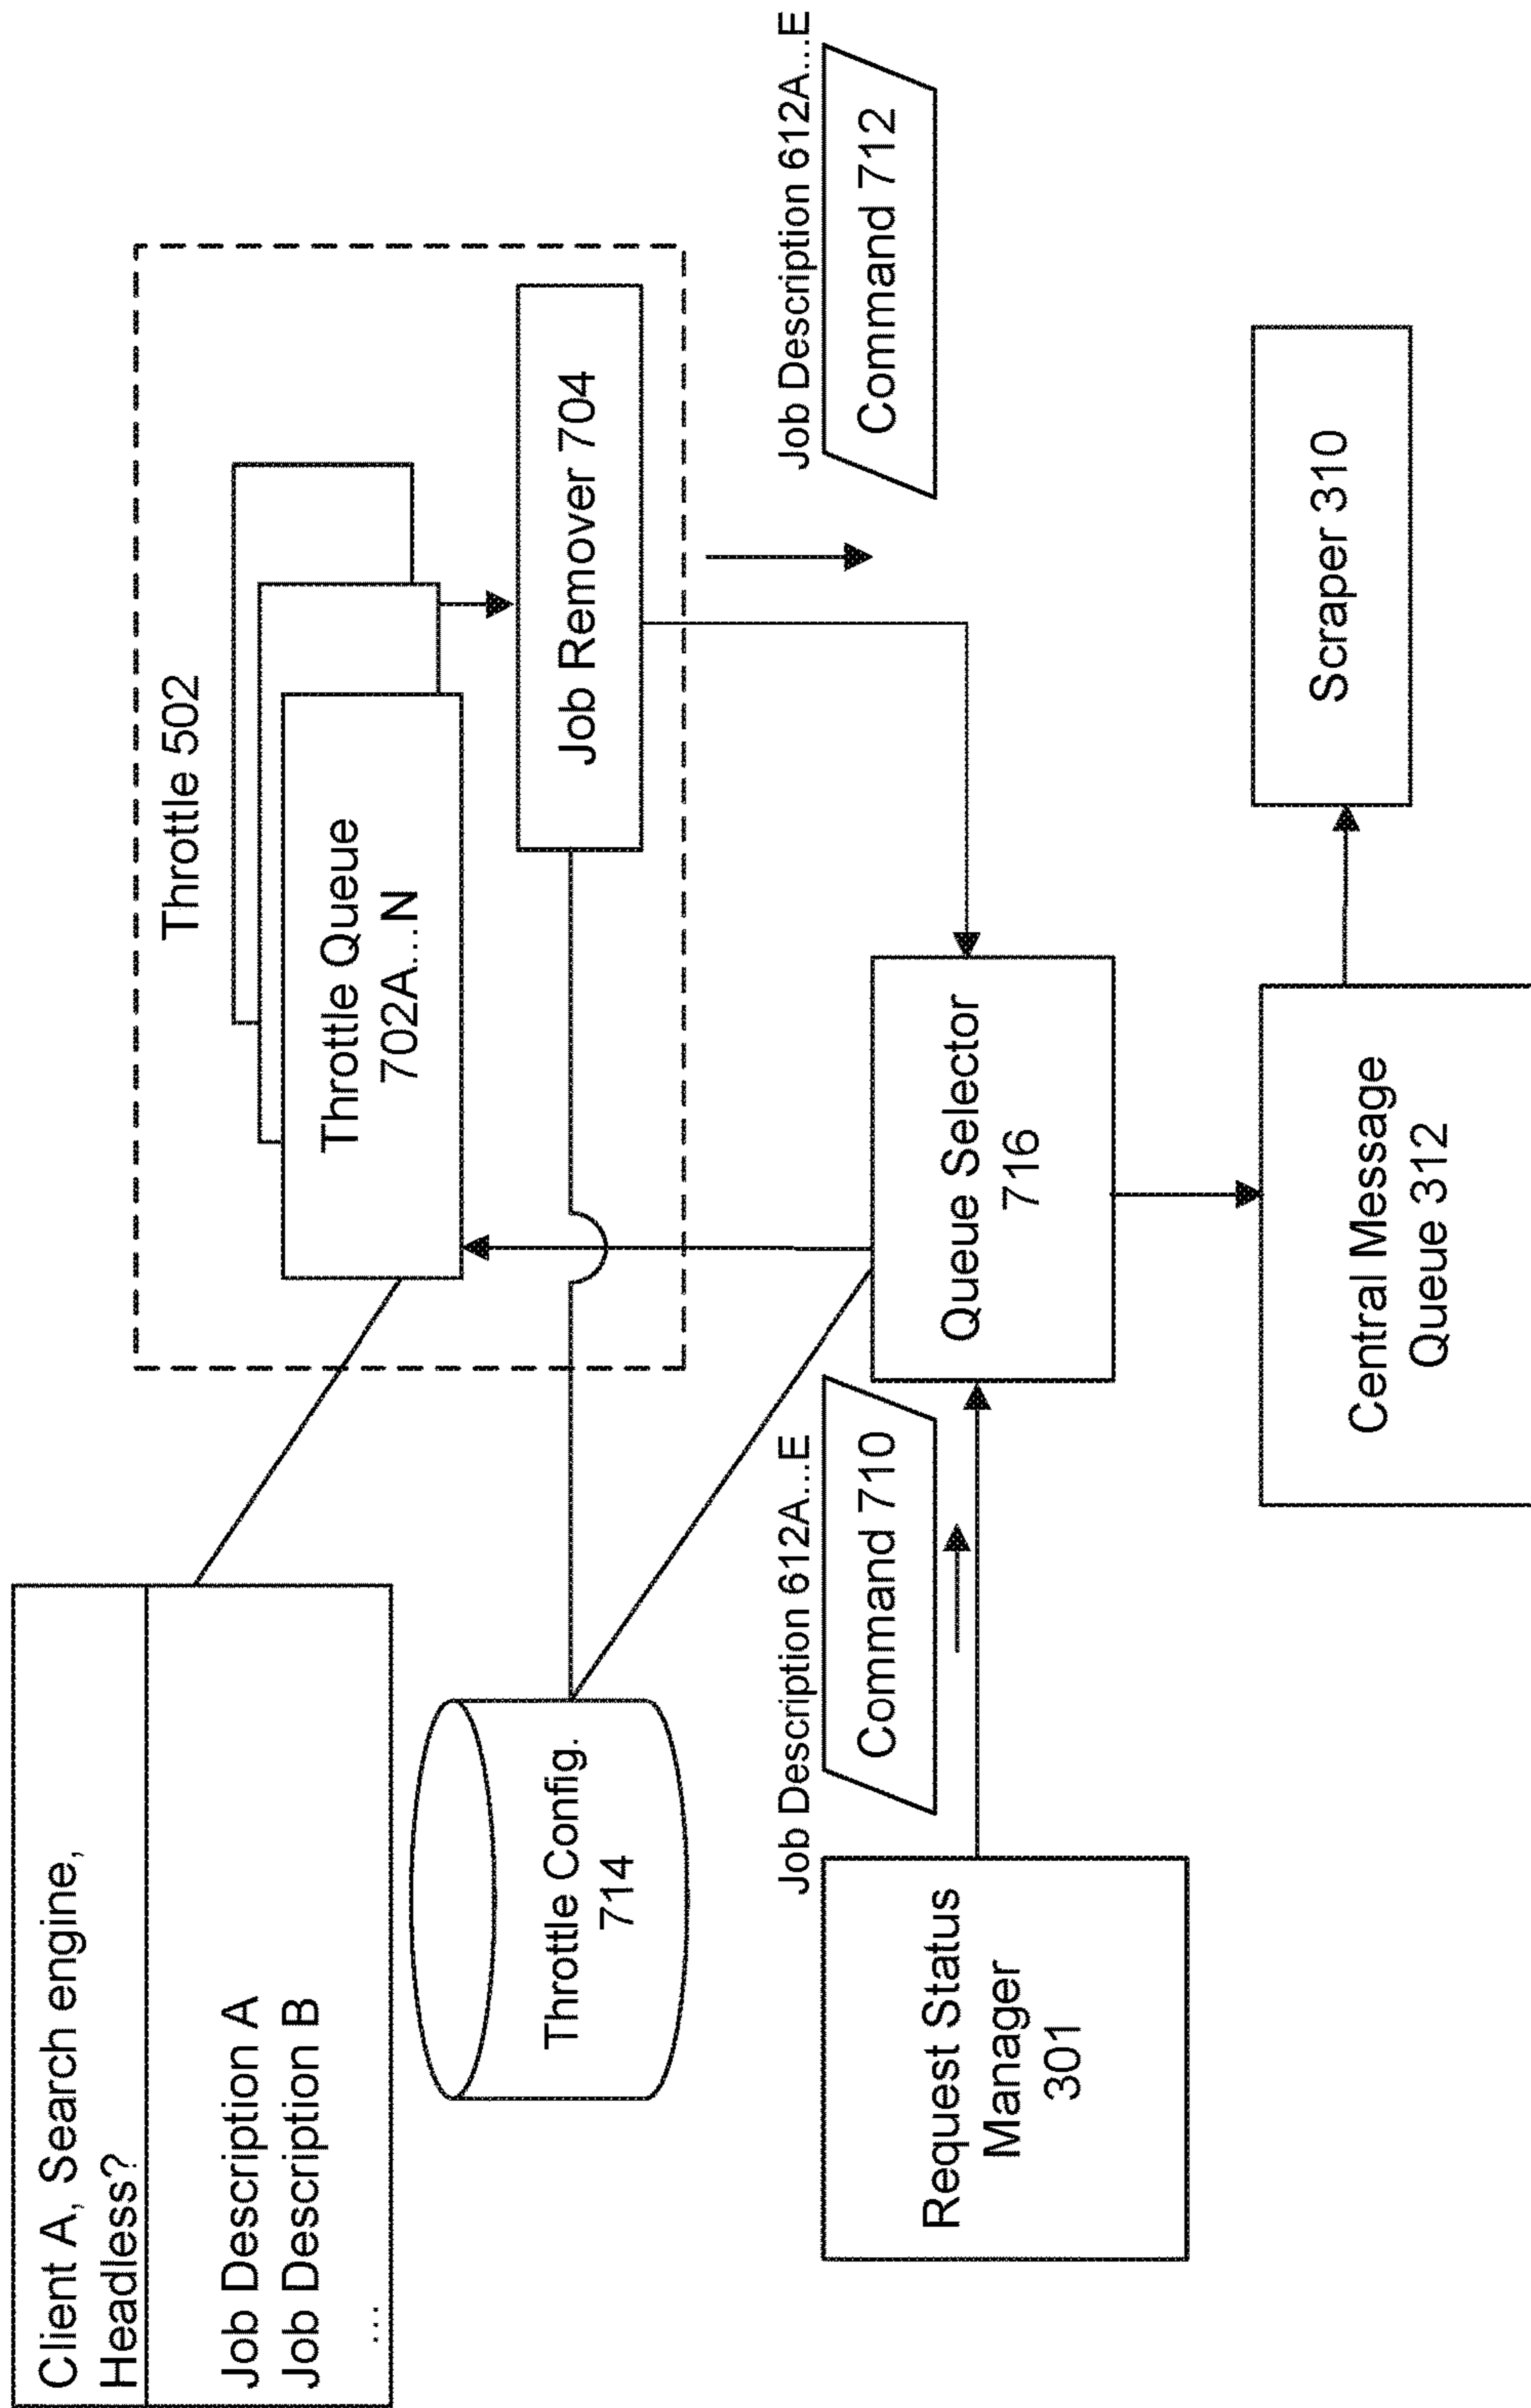 Client A, Search engine,
Headless?
Job Description A
Job Description B
...
Throttle 502
Throttle Queue
702A...N
Job Remover 704
Throttle Config.
714
Job Description 612A...E
Command 710
Job Description 612A...E
Command 712
Request Status
Manager
301
Queue Selector
716
Central Message
Queue 312
Scraper 310